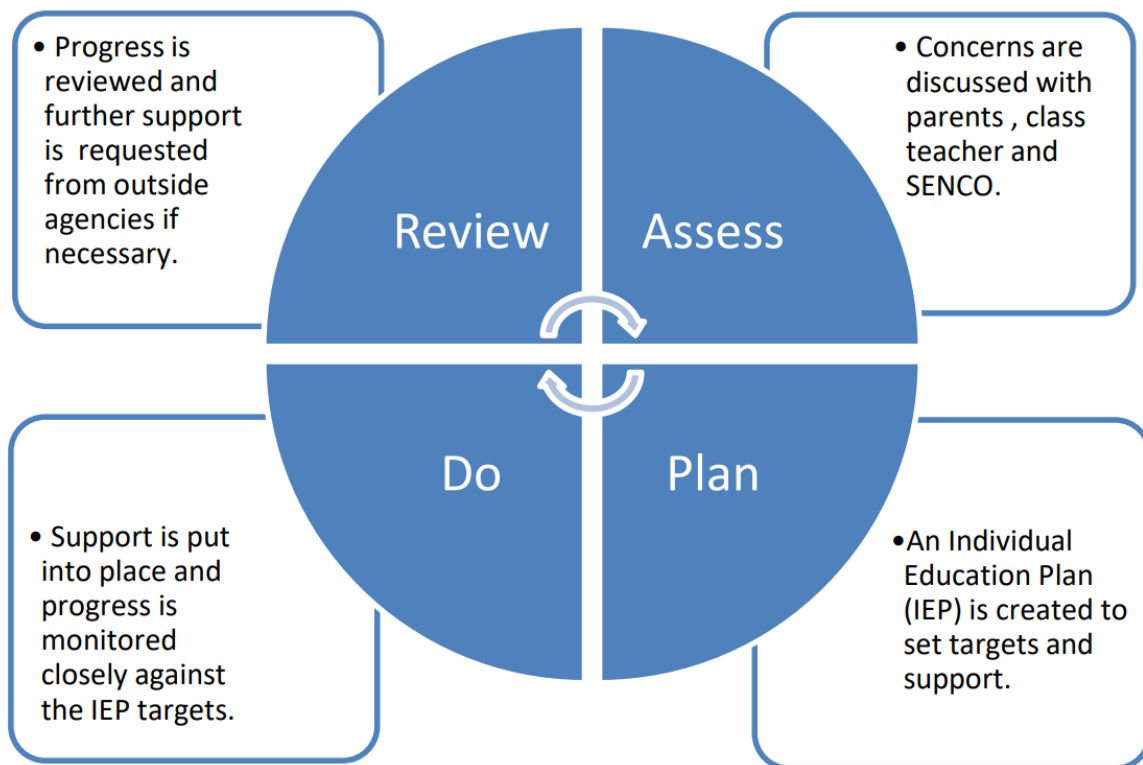 • Progress is
reviewed and
further support
is requested
from outside
agencies if
necessary.
Review
Assess
• Concerns are
discussed with
parents , class
teacher and
SENCO.
• Support is put
into place and
progress is
monitored
closely against
the IEP targets.
Do
Plan
•An Individual
Education Plan
(IEP) is created to
set targets and
support.